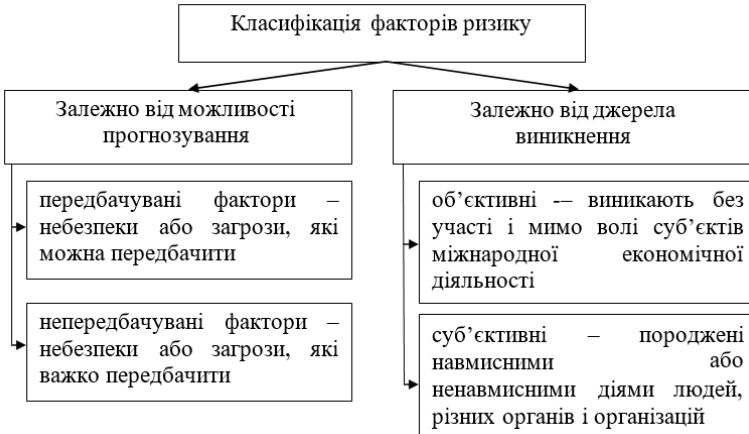 Класифікація факторів ризику
Залежно від можливості
прогнозування
передбачувані фактори –
небезпеки або загрози, які
можна передбачити
непередбачувані фактори –
небезпеки або загрози, які
важко передбачити
Залежно від джерела
виникнення
об’єктивні -– виникають без
участі і мимо волі суб’єктів
міжнародної економічної
діяльності
суб’єктивні – породжені
навмисними або
ненавмисними діями людей,
різних органів і організацій